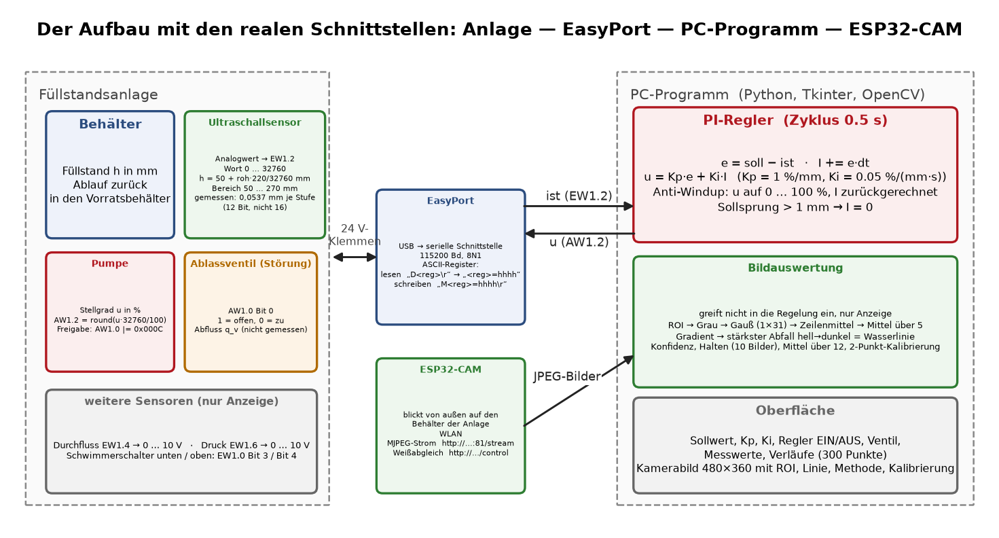 Der Aufbau mit den realen Schnittstellen: Anlage — EasyPort — PC-Programm — ESP32-CAM
Füllstandsanlage
Behälter
Füllstand h in mm
Ablauf zurück
in den Vorratsbehälter
Ultraschallsensor
Analogwert → EW1.2
Wort 0 … 32760
h = 50 + roh·220/32760 mm
Bereich 50 … 270 mm
gemessen: 0,0537 mm je Stufe
(12 Bit, nicht 16)
Pumpe
Stellgrad u in %
AW1.2 = round(u·32760/100)
Freigabe: AW1.0 |= 0x000C
Ablassventil (Störung)
AW1.0 Bit 0
1 = offen, 0 = zu
Abfluss q_v (nicht gemessen)
weitere Sensoren (nur Anzeige)
Durchfluss EW1.4 → 0 … 10 V · Druck EW1.6 → 0 … 10 V
Schwimmerschalter unten / oben: EW1.0 Bit 3 / Bit 4
24 V-
Klemmen
EasyPort
USB → serielle Schnittstelle
115200 Bd, 8N1
ASCII-Register:
lesen „D<reg>\r“ → „<reg>=hhhh“
schreiben „M<reg>=hhhh\r“
ESP32-CAM
blickt von außen auf den
Behälter der Anlage
WLAN
MJPEG-Strom http://…:81/stream
Weißabgleich http://…/control
ist (EW1.2)
u (AW1.2)
JPEG-Bilder
PC-Programm (Python, Tkinter, OpenCV)
PI-Regler (Zyklus 0.5 s)
e = soll − ist · I += e·dt
u = Kp·e + Ki·I (Kp = 1 %/mm, Ki = 0.05 %/(mm·s))
Anti-Windup: u auf 0 … 100 %, I zurückgerechnet
Sollsprung > 1 mm → I = 0
Bildauswertung
greift nicht in die Regelung ein, nur Anzeige
ROI → Grau → Gauß (1×31) → Zeilenmittel → Mittel über 5
Gradient → stärkster Abfall hell→dunkel = Wasserlinie
Konfidenz, Halten (10 Bilder), Mittel über 12, 2-Punkt-Kalibrierung
Oberfläche
Sollwert, Kp, Ki, Regler EIN/AUS, Ventil,
Messwerte, Verläufe (300 Punkte)
Kamerabild 480×360 mit ROI, Linie, Methode, Kalibrierung